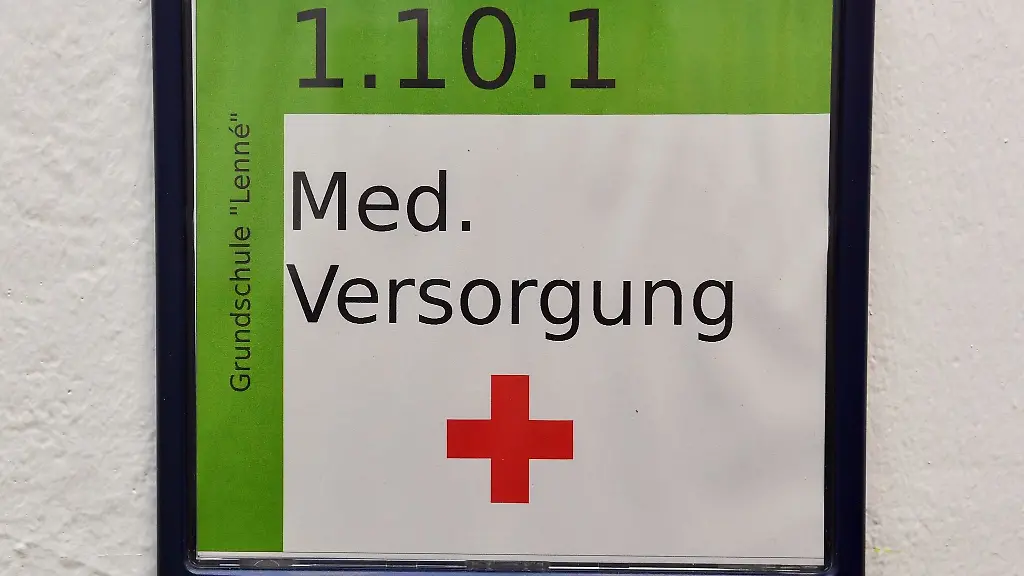 1.10.1
Grundschule "Lenné"
Med.
Versorgung